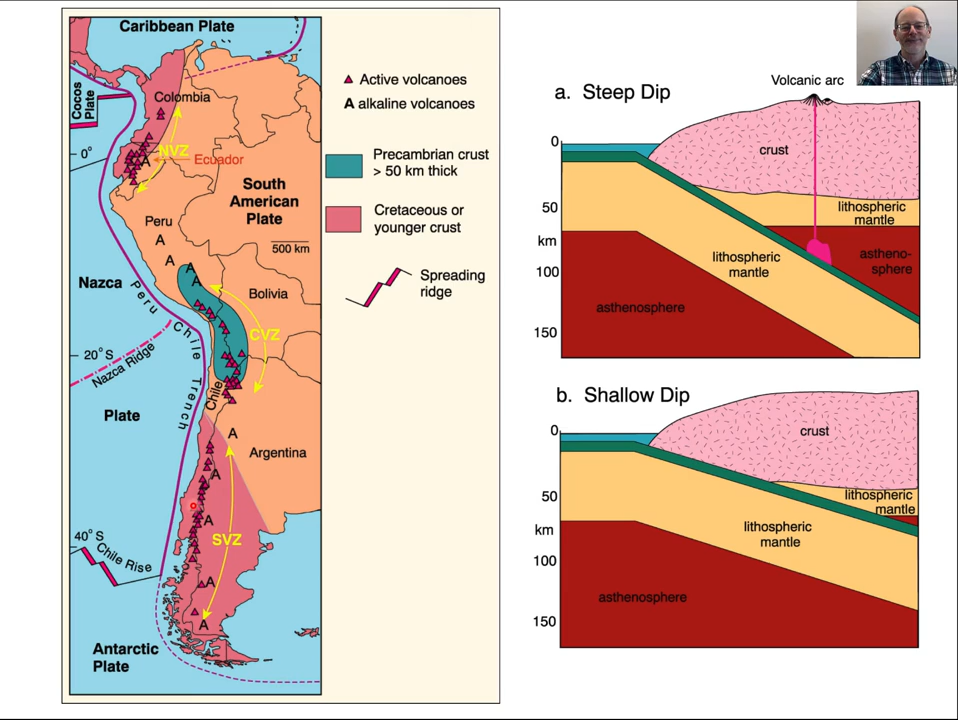 Caribbean Plate
Cocos
Plate
Colombia
0°
NVZ
A
Ecuador
South
American
Plate
Peru
A
A
A
A
500 km
Nazca
Bolivia
Peru Chile Trench
CVZ
20° S
Nazca Ridge
Plate
Chile
A
Argentina
A
A
SVZ
40° S
Chile Rise
A
A
Antarctic
Plate
Active volcanoes
A alkaline volcanoes
Precambrian crust
> 50 km thick
Cretaceous or
younger crust
Spreading
ridge
a. Steep Dip
Volcanic arc
0
50
km
100
150
crust
lithospheric
mantle
lithospheric
mantle
astheno-
sphere
asthenosphere
b. Shallow Dip
0
50
km
100
150
crust
lithospheric
mantle
lithospheric
mantle
asthenosphere